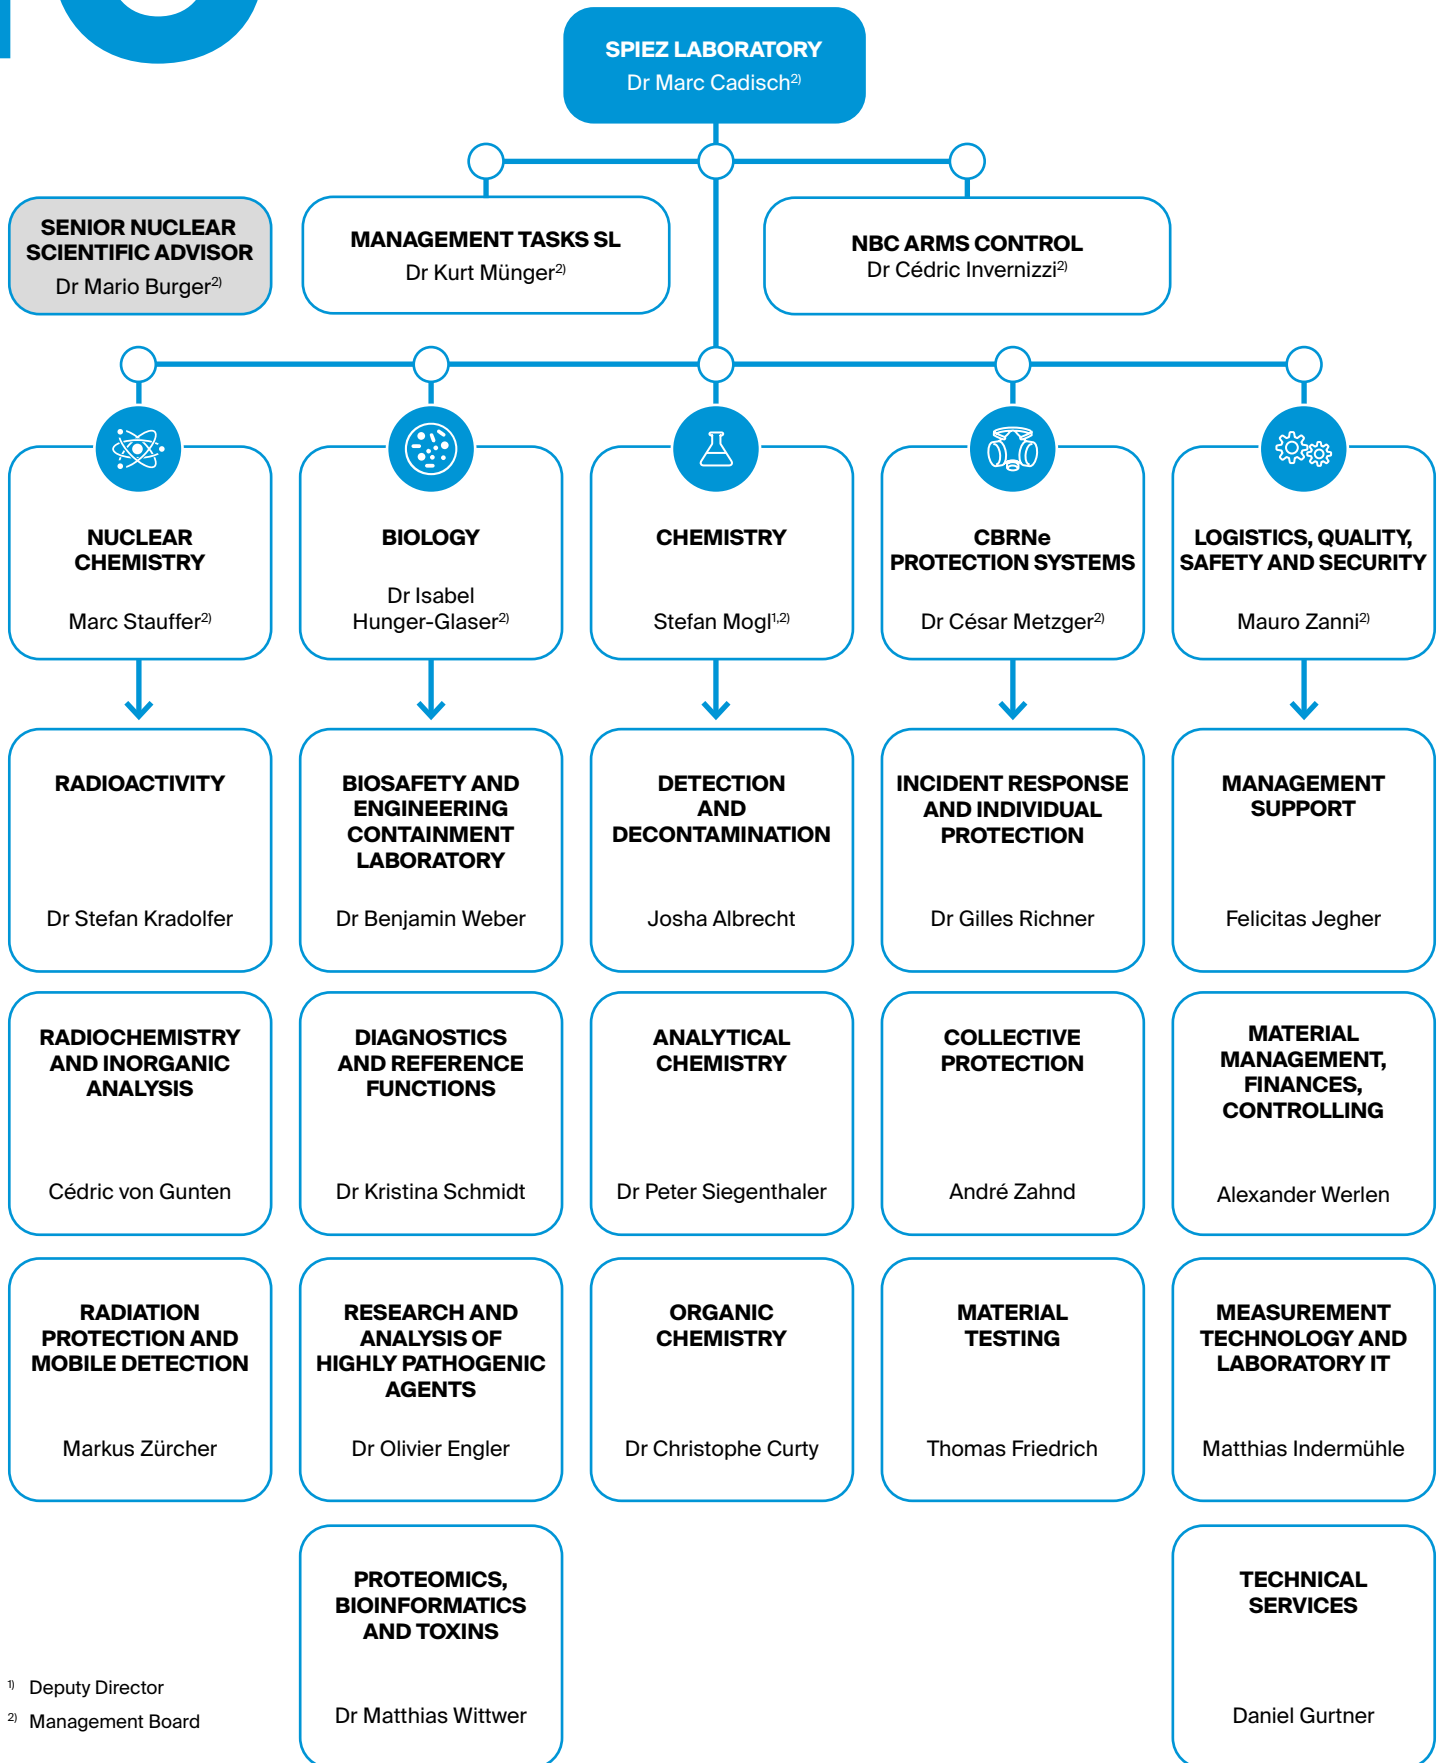 SPIEZ LABORATORY
Dr Marc Cadisch2)
SENIOR NUCLEAR
SCIENTIFIC ADVISOR
Dr Mario Burger2)
MANAGEMENT TASKS SL
Dr Kurt Münger2)
NBC ARMS CONTROL
Dr Cédric Invernizzi2)
NUCLEAR
CHEMISTRY
Marc Stauffer2)
BIOLOGY
Dr Isabel
Hunger-Glaser2)
CHEMISTRY
Stefan Mogl1,2)
CBRNe
PROTECTION SYSTEMS
Dr César Metzger2)
LOGISTICS, QUALITY,
SAFETY AND SECURITY
Mauro Zanni2)
RADIOACTIVITY
Dr Stefan Kradolfer
BIOSAFETY AND
ENGINEERING
CONTAINMENT
LABORATORY
Dr Benjamin Weber
DETECTION
AND
DECONTAMINATION
Josha Albrecht
INCIDENT RESPONSE
AND INDIVIDUAL
PROTECTION
Dr Gilles Richner
MANAGEMENT
SUPPORT
Felicitas Jegher
RADIOCHEMISTRY
AND INORGANIC
ANALYSIS
Cédric von Gunten
DIAGNOSTICS
AND REFERENCE
FUNCTIONS
Dr Kristina Schmidt
ANALYTICAL
CHEMISTRY
Dr Peter Siegenthaler
COLLECTIVE
PROTECTION
André Zahnd
MATERIAL
MANAGEMENT,
FINANCES,
CONTROLLING
Alexander Werlen
RADIATION
PROTECTION AND
MOBILE DETECTION
Markus Zürcher
RESEARCH AND
ANALYSIS OF
HIGHLY PATHOGENIC
AGENTS
Dr Olivier Engler
ORGANIC
CHEMISTRY
Dr Christophe Curty
MATERIAL
TESTING
Thomas Friedrich
MEASUREMENT
TECHNOLOGY AND
LABORATORY IT
Matthias Indermühle
PROTEOMICS,
BIOINFORMATICS
AND TOXINS
Dr Matthias Wittwer
TECHNICAL
SERVICES
Daniel Gurtner
1) Deputy Director
2) Management Board